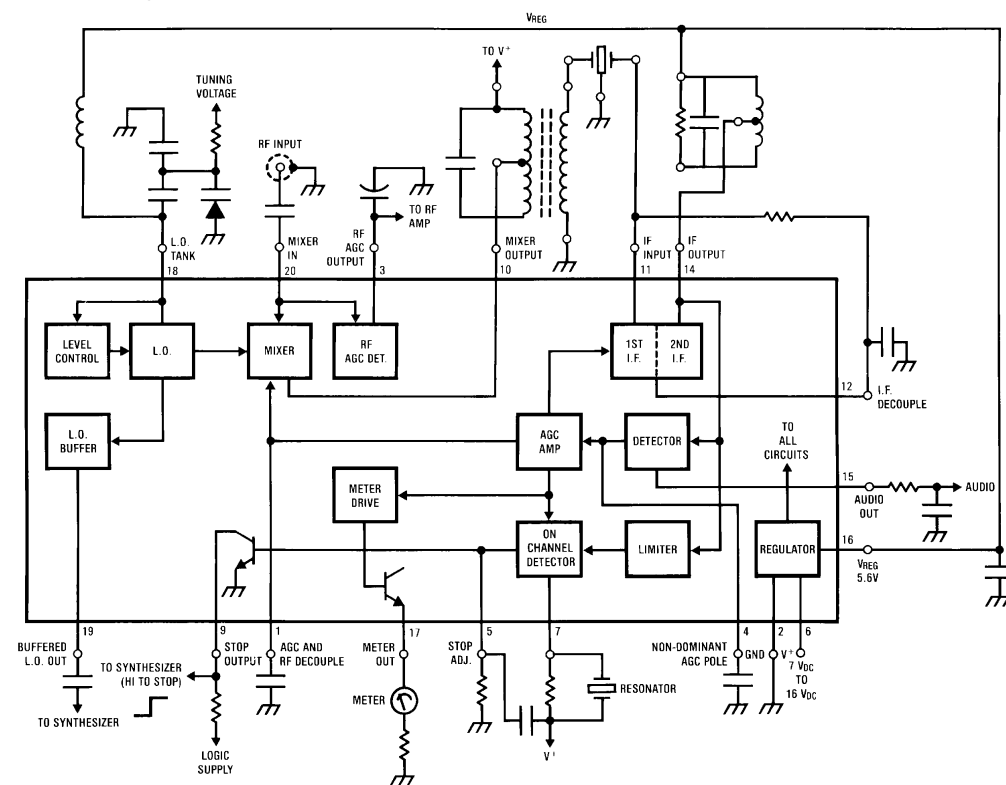 VREG
TO V+
TUNING
VOLTAGE
RF INPUT
TO RF
AMP
L.O.
TANK
18
MIXER
IN
20
RF
AGC
OUTPUT
3
MIXER
OUTPUT
10
IF
INPUT
11
IF
OUTPUT
14
LEVEL
CONTROL
L.O.
MIXER
RF
AGC DET.
1ST
I.F.
2ND
I.F.
12
I.F.
DECOUPLE
L.O.
BUFFER
AGC
AMP
DETECTOR
TO
ALL
CIRCUITS
METER
DRIVE
15
AUDIO
OUT
AUDIO
ON
CHANNEL
DETECTOR
LIMITER
REGULATOR
16
VREG
5.6V
19
BUFFERED
L.O. OUT
9
STOP
OUTPUT
1
AGC AND
RF DECOUPLE
17
METER
OUT
5
STOP
ADJ.
7
4
NON-DOMINANT
AGC POLE
2
GND
6
V+
7 VDC
TO
16 VDC
TO SYNTHESIZER
(HI TO STOP)
METER
RESONATOR
TO SYNTHESIZER
LOGIC
SUPPLY
V+